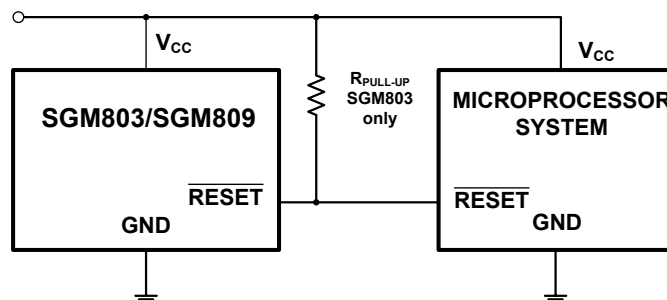 VCC
RPULL-UP
SGM803
only
VCC
SGM803/SGM809
MICROPROCESSOR
SYSTEM
RESET
RESET
GND
GND